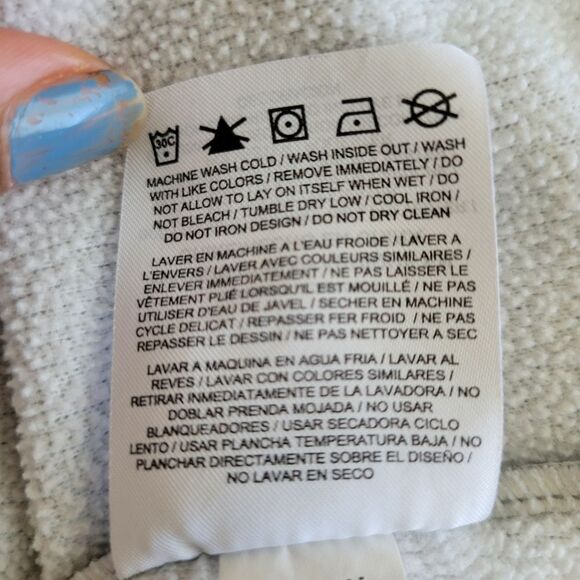 30C
MACHINE WASH COLD / WASH INSIDE OUT / WASH
WITH LIKE COLORS / REMOVE IMMEDIATELY / DO
NOT ALLOW TO LAY ON ITSELF WHEN WET / DO
NOT BLEACH / TUMBLE DRY LOW / COOL IRON /
DO NOT IRON DESIGN / DO NOT DRY CLEAN
LAVER EN MACHINE A L'EAU FROIDE / LAVER A
L'ENVERS / LAVER AVEC COULEURS SIMILAIRES /
ENLEVER IMMEDIATEMENT / NE PAS LAISSER LE
VÊTEMENT PLIÉ LORSQU'IL EST MOUILLÉ / NE PAS
UTILISER D'EAU DE JAVEL / SECHER EN MACHINE
CYCLE DELICAT / REPASSER FER FROID / NE PAS
REPASSER LE DESSIN / NE PAS NETTOYER A SEC
LAVAR A MAQUINA EN AGUA FRIA / LAVAR AL
REVES / LAVAR CON COLORES SIMILARES /
RETIRAR INMEDIATAMENTE DE LA LAVADORA / NO
DOBLAR PRENDA MOJADA / NO USAR
BLANQUEADORES / USAR SECADORA CICLO
LENTO / USAR PLANCHA TEMPERATURA BAJA / NO
PLANCHAR DIRECTAMENTE SOBRE EL DISEÑO /
NO LAVAR EN SECO